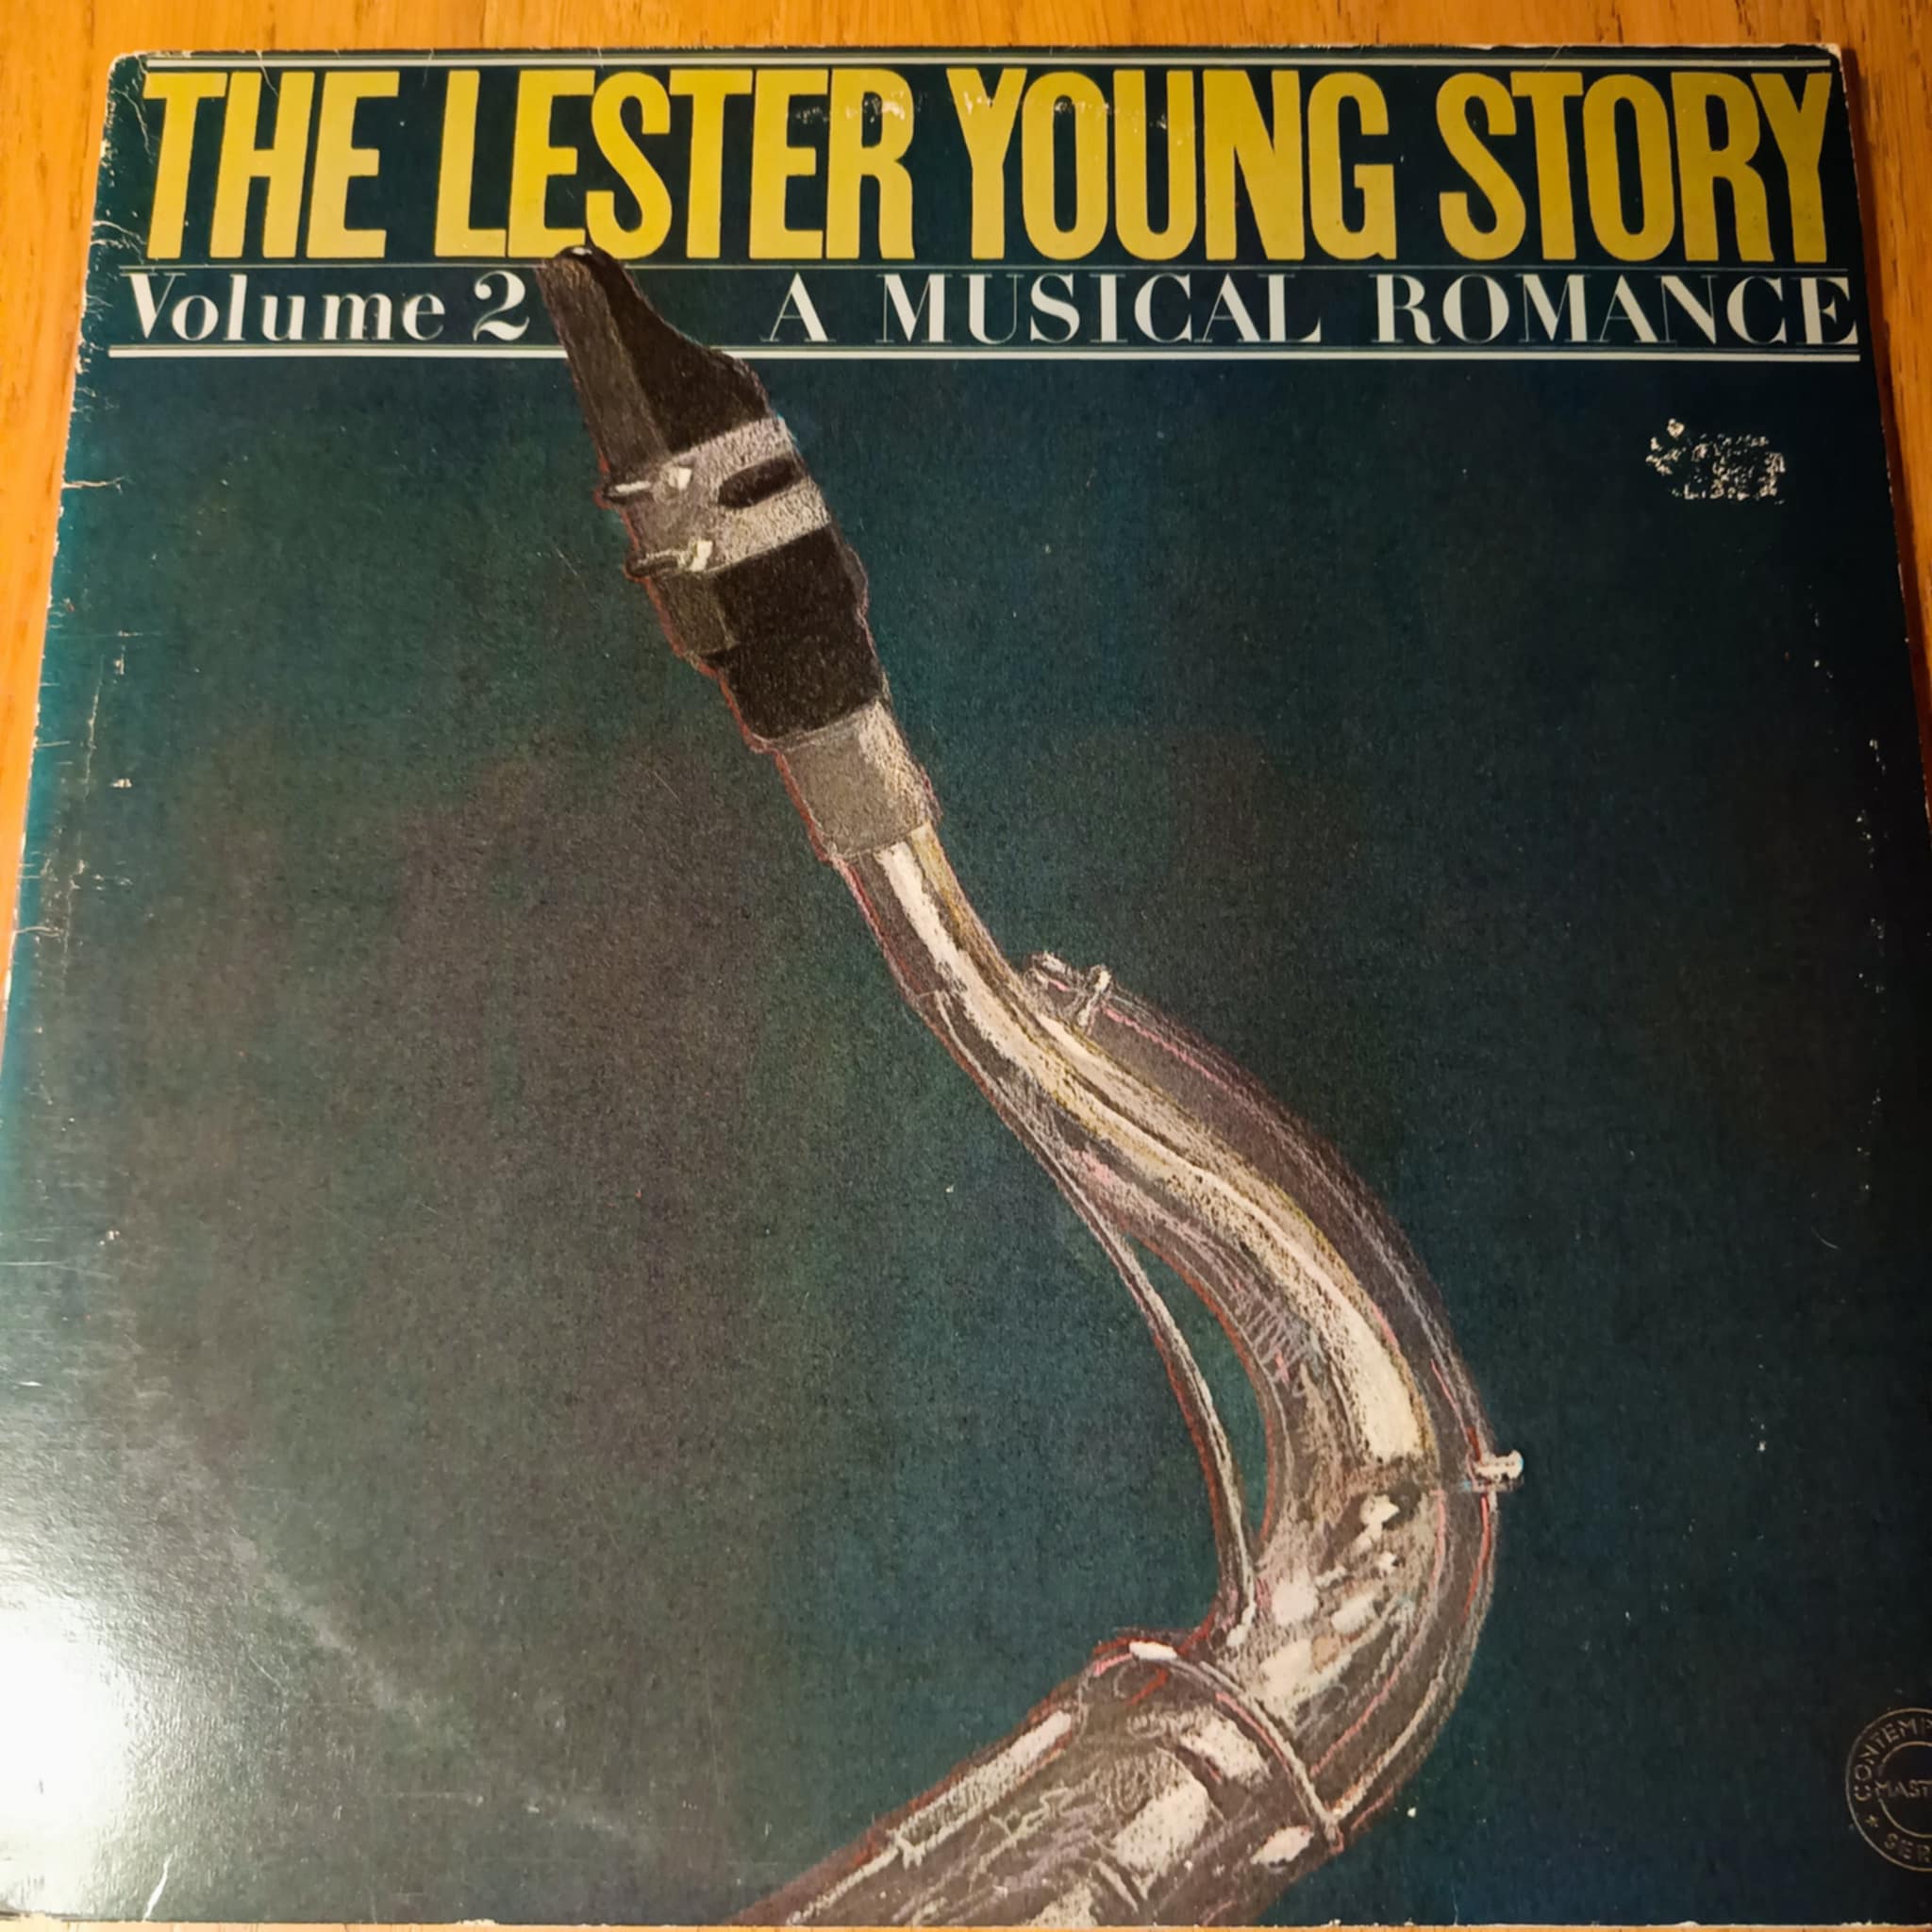 THE LESTER YOUNG STORY
Volume 2 A MUSICAL ROMANCE